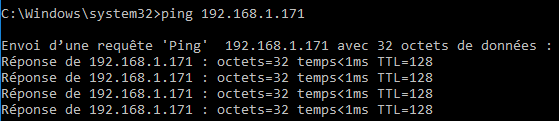 C:\Windows\system32>ping 192.168.1.171
Envoi d’une requête 'Ping'  192.168.1.171 avec 32 octets de données :
Réponse de 192.168.1.171 : octets=32 temps<1ms TTL=128
Réponse de 192.168.1.171 : octets=32 temps<1ms TTL=128
Réponse de 192.168.1.171 : octets=32 temps<1ms TTL=128
Réponse de 192.168.1.171 : octets=32 temps<1ms TTL=128